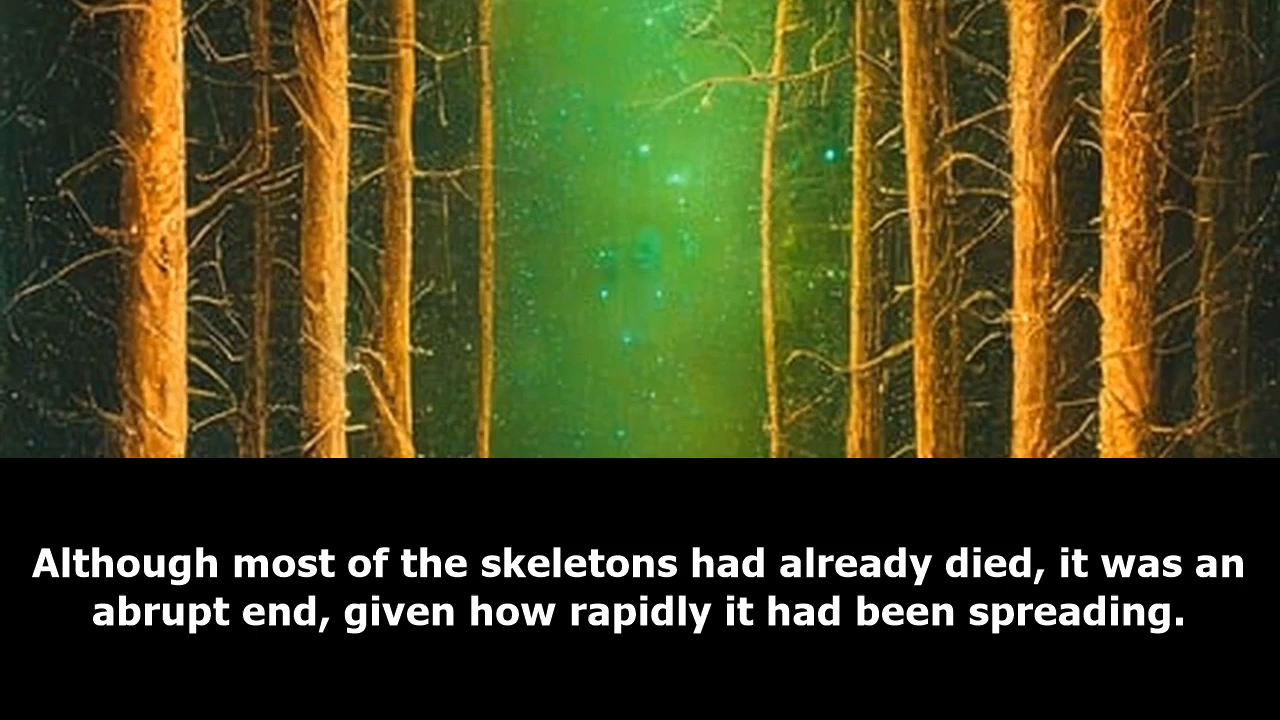 Although most of the skeletons had already died, it was an
abrupt end, given how rapidly it had been spreading.